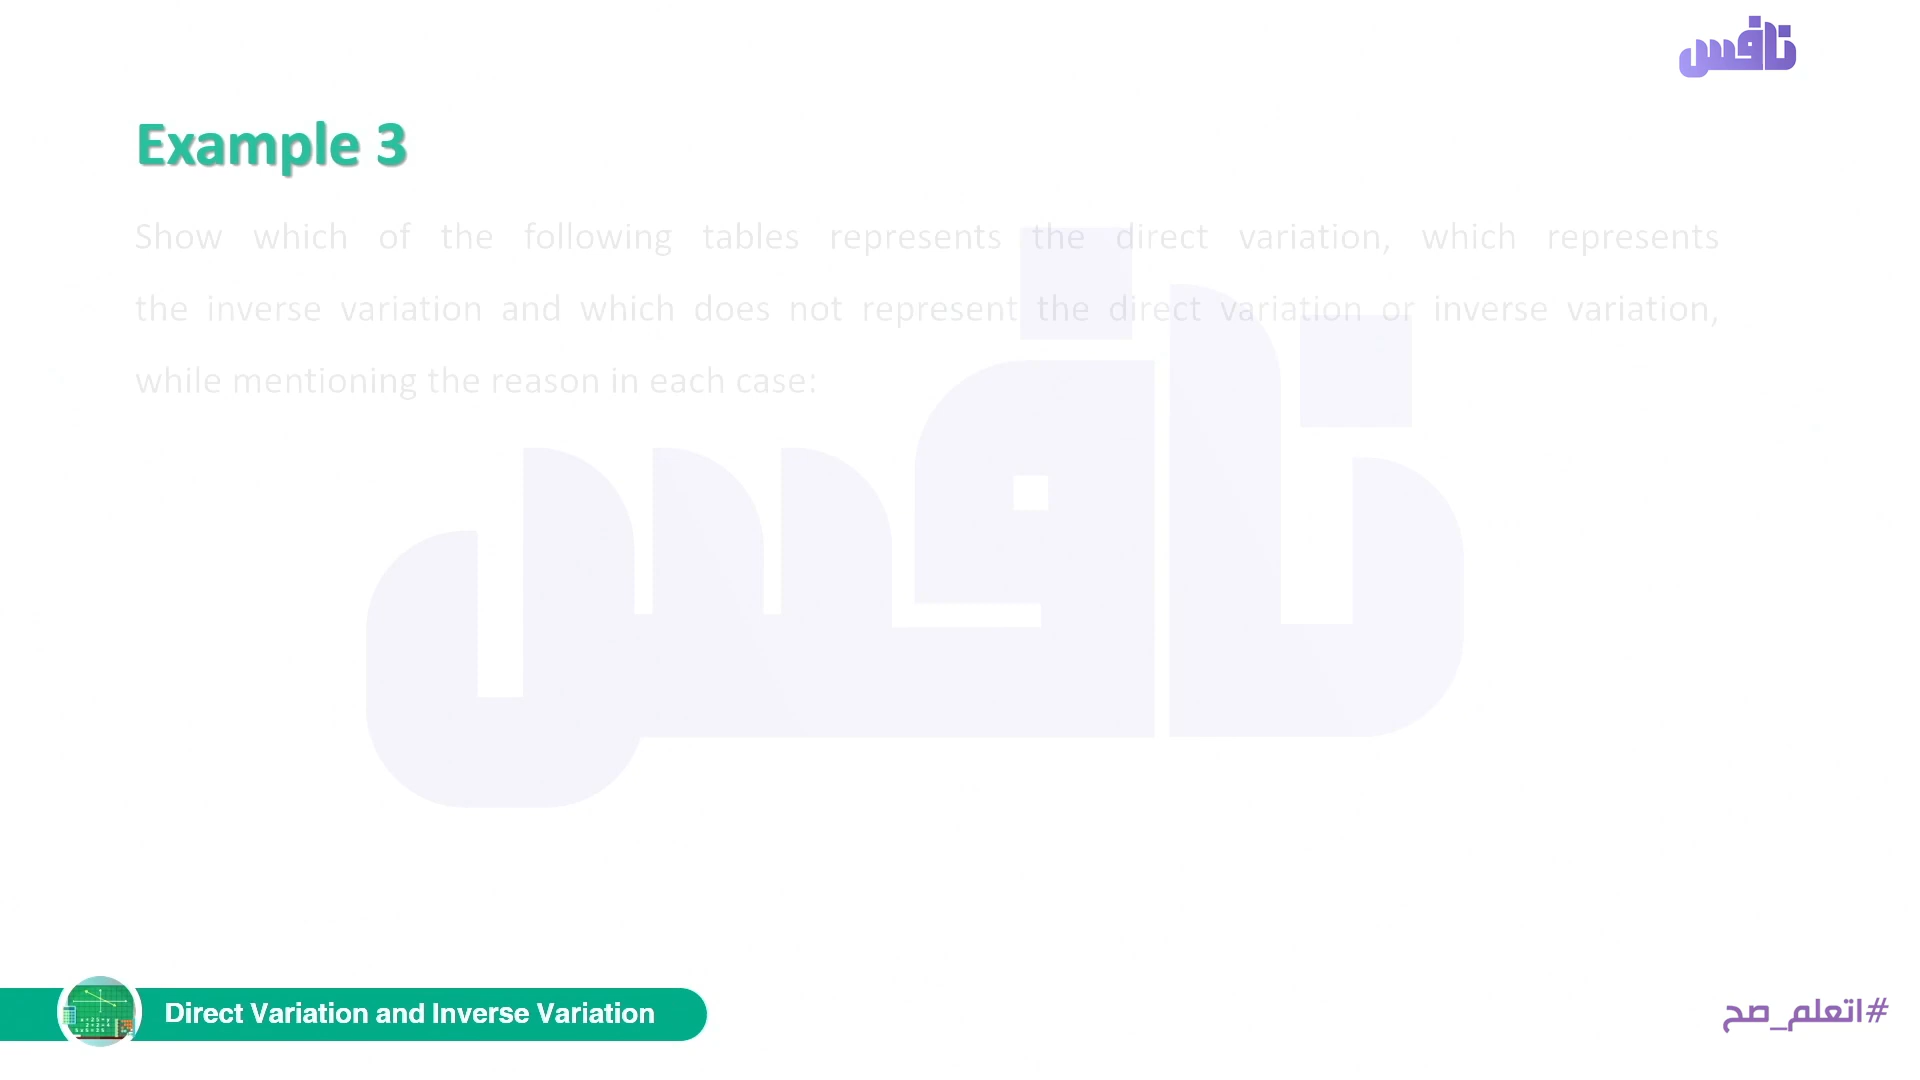 نافس
Example 3
Show which of the following tables represents the direct variation, which represents
the inverse variation and which does not represent the direct variation or inverse variation,
while mentioning the reason in each case:
نافس
Direct Variation and Inverse Variation
#اتعلم_صح